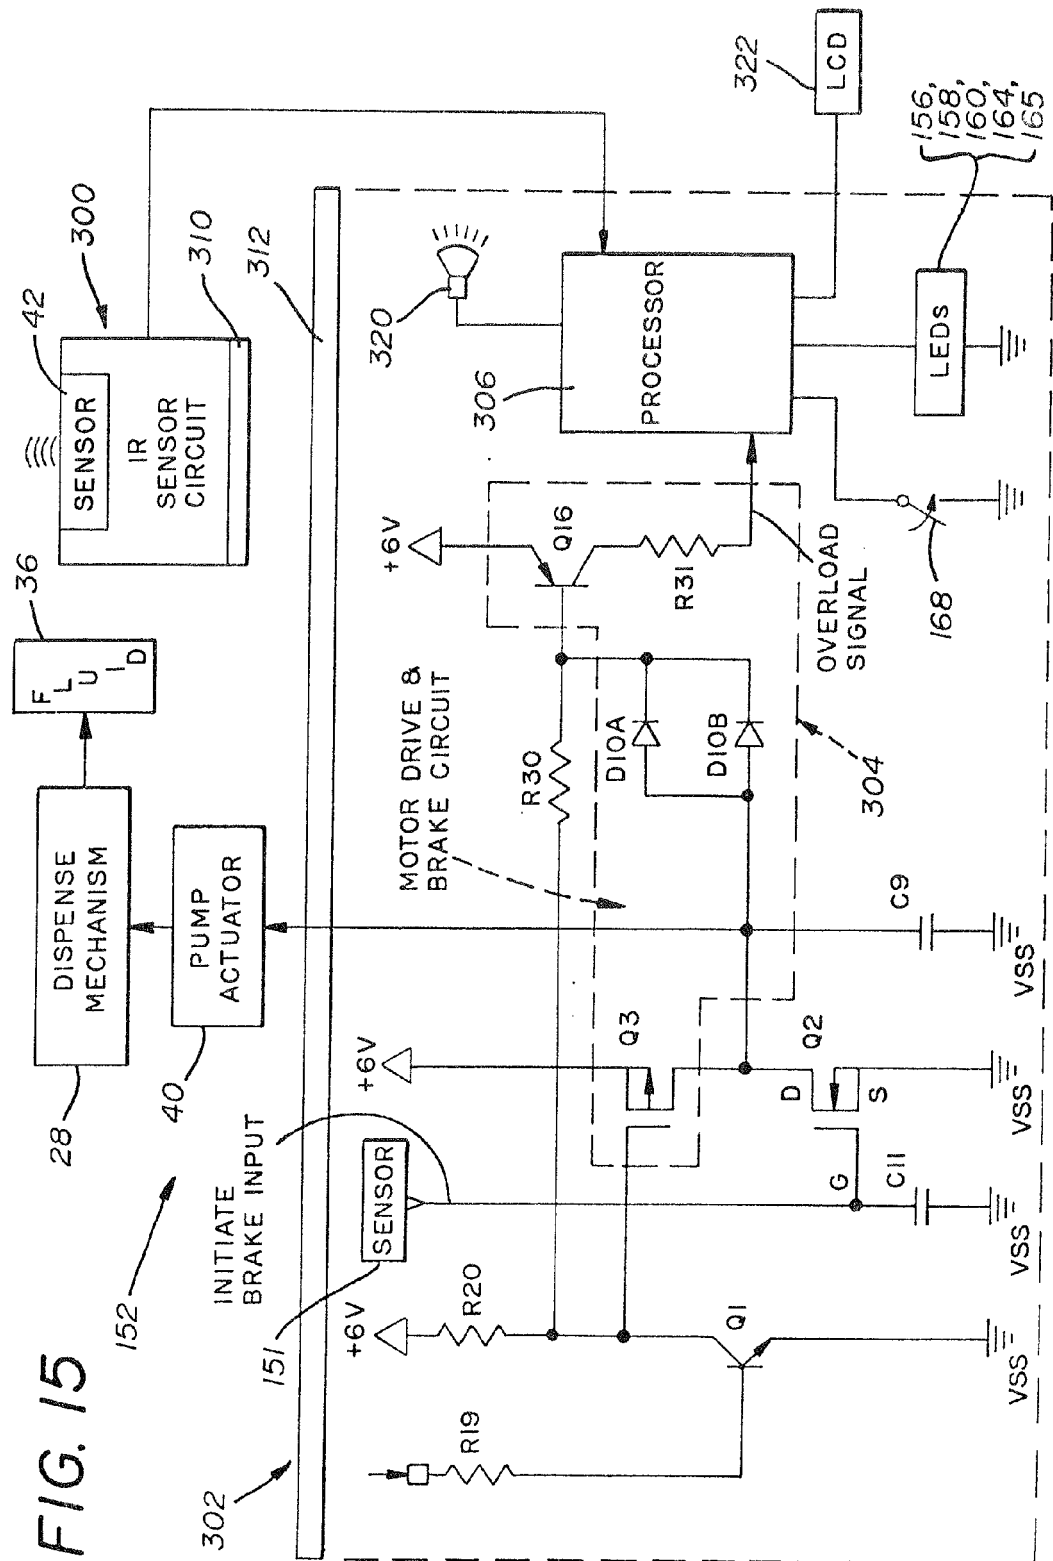 FIG. 15
152
28
DISPENSE
MECHANISM
36
FLUID
40
PUMP
ACTUATOR
42
SENSOR
IR
SENSOR
CIRCUIT
300
310
312
302
151
SENSOR
INITIATE
BRAKE INPUT
+6V
+6V
+6V
MOTOR DRIVE &
BRAKE CIRCUIT
320
306
PROCESSOR
322
LCD
R19
R20
Q1
VSS
G
C11
VSS
Q3
D
Q2
S
VSS
C9
VSS
R30
D10A
D10B
304
Q16
R31
OVERLOAD
SIGNAL
168
LEDs
156,
158,
160,
164,
165